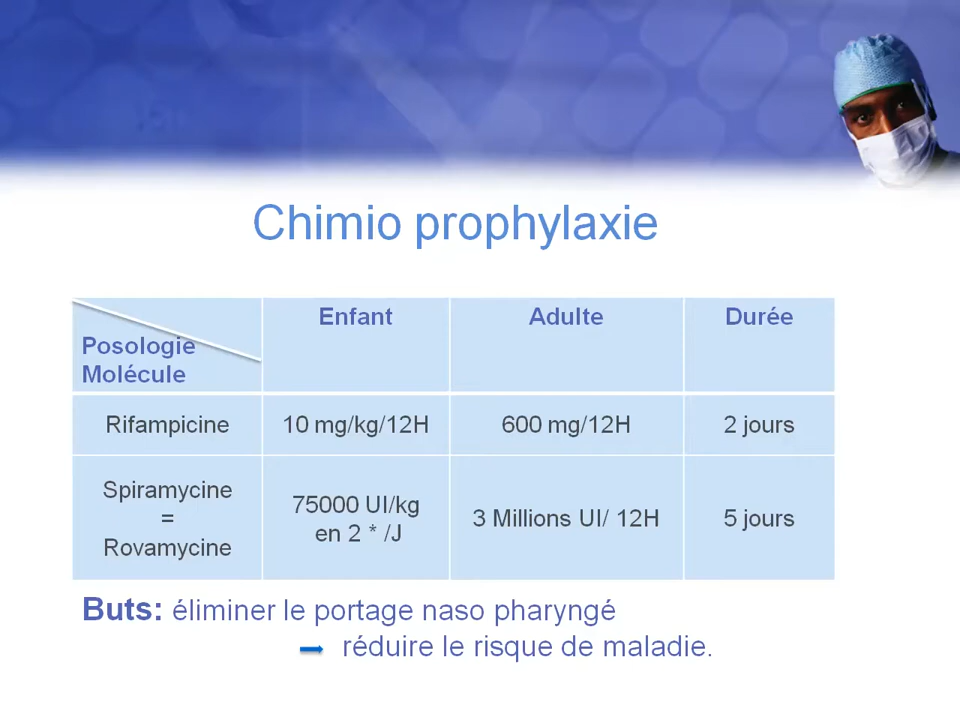 Chimio prophylaxie
Posologie
Molécule
Enfant
Adulte
Durée
Rifampicine
10 mg/kg/12H
600 mg/12H
2 jours
Spiramycine
=
Rovamycine
75000 UI/kg
en 2 * /J
3 Millions UI/ 12H
5 jours
Buts: éliminer le portage naso pharyngé
réduire le risque de maladie.